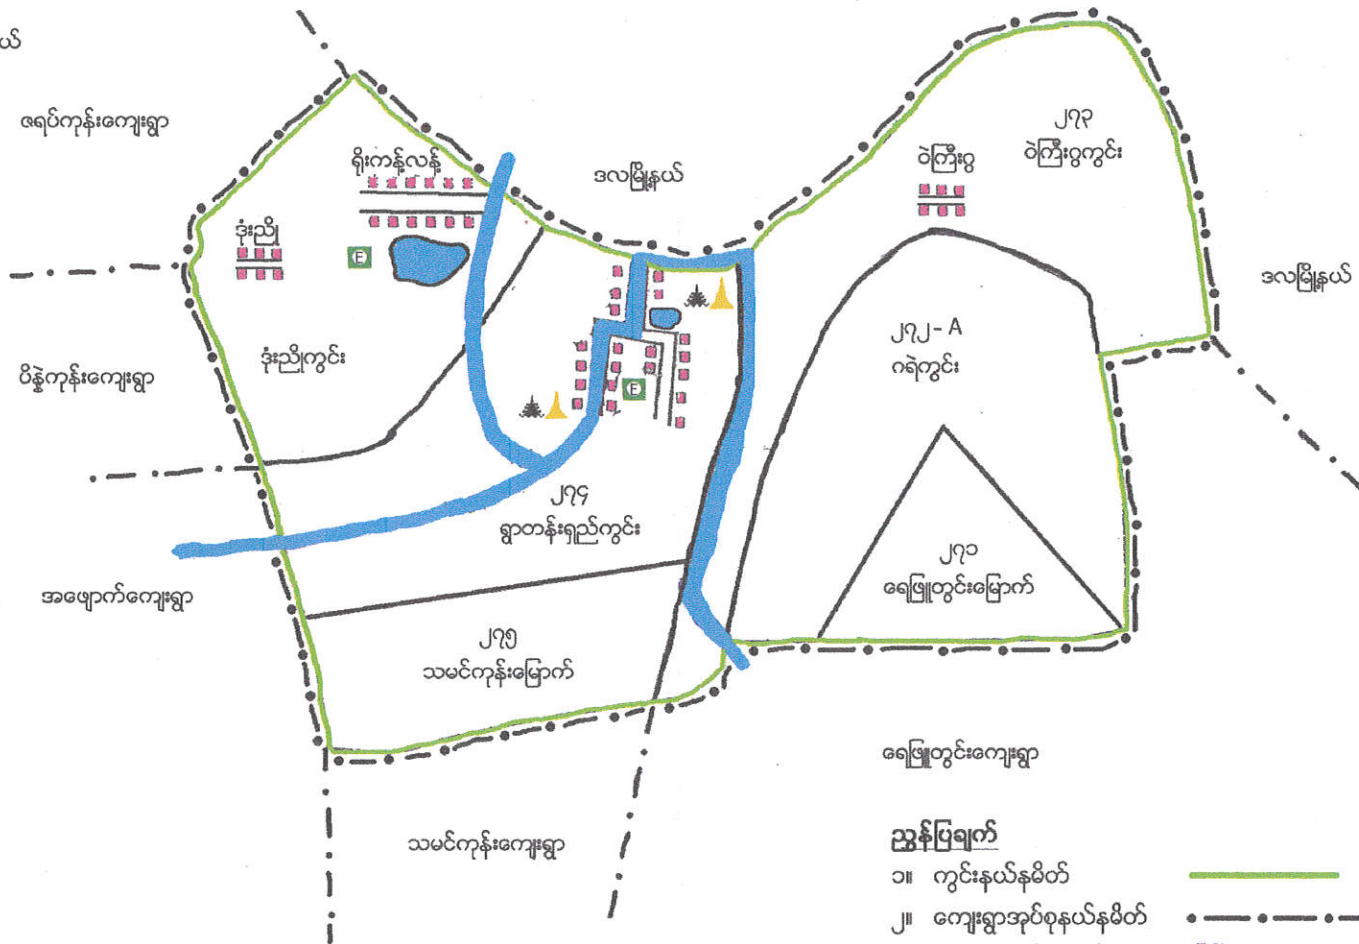 ယ်
ဇရပ်ကုန်းကျေးရွာ
ရိုးကန့်လန့်
ဒလမြို့နယ်
ဝဲကြီးဂွ
၂၇၃
ဝဲကြီးဂွကွင်း
ဒုံးညို
E
ဒလမြို့နယ်
ဒုံးညိုကွင်း
၂၇၂- A
ဂရဲကွင်း
ပိန္နဲကုန်းကျေးရွာ
E
၂၇၄
ရွာတန်းရှည်ကွင်း
၂၇၁
ရေဖြူတွင်းမြောက်
အဖျောက်ကျေးရွာ
၂၇၅
သမင်ကုန်းမြောက်
ရေဖြူတွင်းကျေးရွာ
သမင်ကုန်းကျေးရွာ
ညွှန်ပြချက်
၁။ ကွင်းနယ်နမိတ်
၂။ ကျေးရွာအုပ်စုနယ်နမိတ်